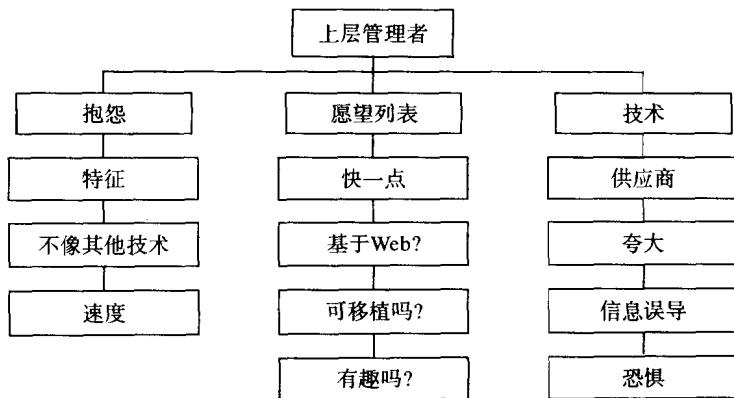 上层管理者
抱怨
愿望列表
技术
特征
快一点
供应商
不像其他技术
基于Web?
夸大
速度
可移植吗?
信息误导
有趣吗?
恐惧